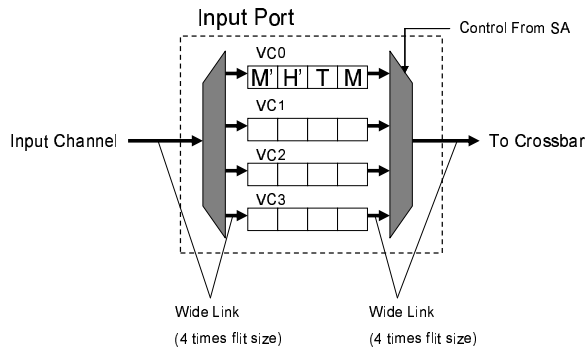 Input Port
Control From SA
VC0
M' H' T M
VC1
Input Channel
To Crossbar
VC2
VC3
Wide Link
(4 times flit size)
Wide Link
(4 times flit size)